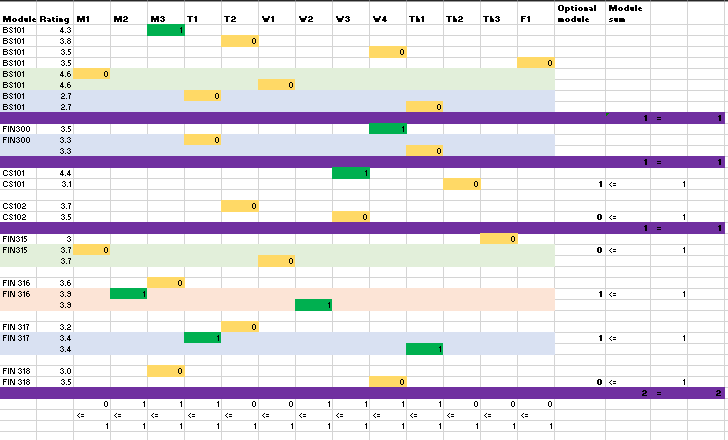 Module Rating M1 M2 M3 T1 T2 W1 W2 W3 W4 Th1 Th2 Th3 F1 Optional module Module sum
BS101 4.3 1
BS101 3.8 0
BS101 3.5 0
BS101 3.5 0
BS101 4.6 0
BS101 4.6 0
BS101 2.7 0
BS101 2.7 0
1 = 1
FIN300 3.5 1
FIN300 3.3 0
3.3 0
1 = 1
CS101 4.4 1
CS101 3.1 0 1 <= 1
CS102 3.7 0
CS102 3.5 0 0 <= 1
1 = 1
FIN315 3 0
FIN315 3.7 0 0 <= 1
3.7 0
FIN 316 3.6 0
FIN 316 3.9 1 1 <= 1
3.9 1
FIN 317 3.2 0
FIN 317 3.4 1 1 <= 1
3.4 1
FIN 318 3.0 0
FIN 318 3.5 0 0 <= 1
2 = 2
0 1 1 1 0 0 1 1 1 1 0 0 0
<= <= <= <= <= <= <= <= <= <= <= <= <=
1 1 1 1 1 1 1 1 1 1 1 1 1